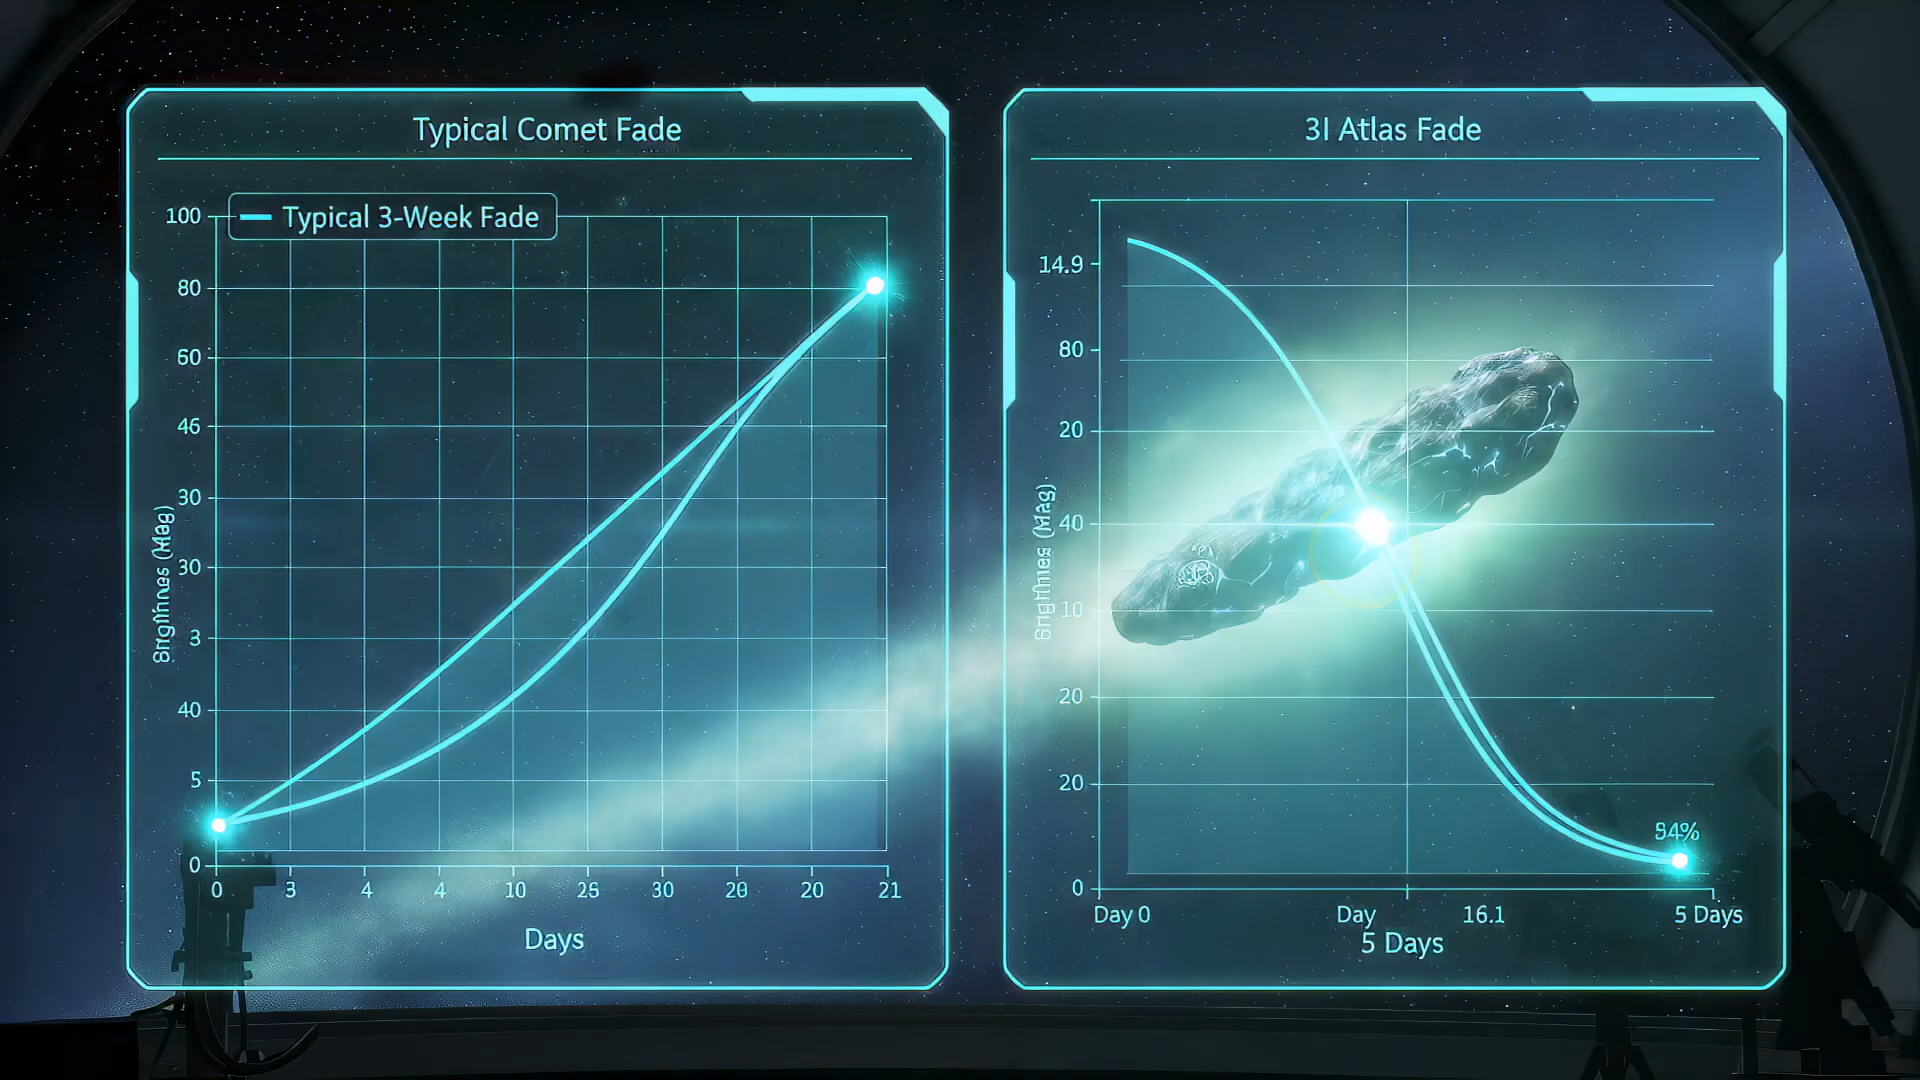 Typical Comet Fade
Typical 3-Week Fade
100
80
60
46
30
30
3
40
5
0
0 3 4 4 10 25 30 20 20 21
Days
3I Atlas Fade
14.9
80
20
40
10
20
20
0
94%
Day 0 Day 16.1 5 Days
5 Days
(Mag)